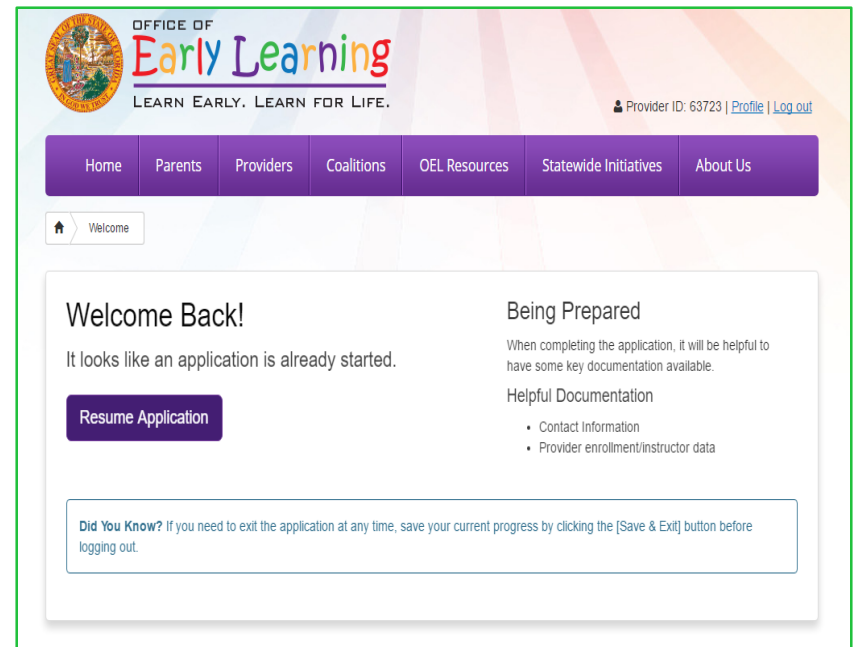 OFFICE OF
Early Learning
LEARN EARLY. LEARN FOR LIFE.
Provider ID: 63723 | Profile | Log out
Home Parents Providers Coalitions OEL Resources Statewide Initiatives About Us
Welcome
Welcome Back!
It looks like an application is already started.
Resume Application
Being Prepared
When completing the application, it will be helpful to
have some key documentation available.
Helpful Documentation
• Contact Information
• Provider enrollment/instructor data
Did You Know? If you need to exit the application at any time, save your current progress by clicking the [Save & Exit] button before
logging out.